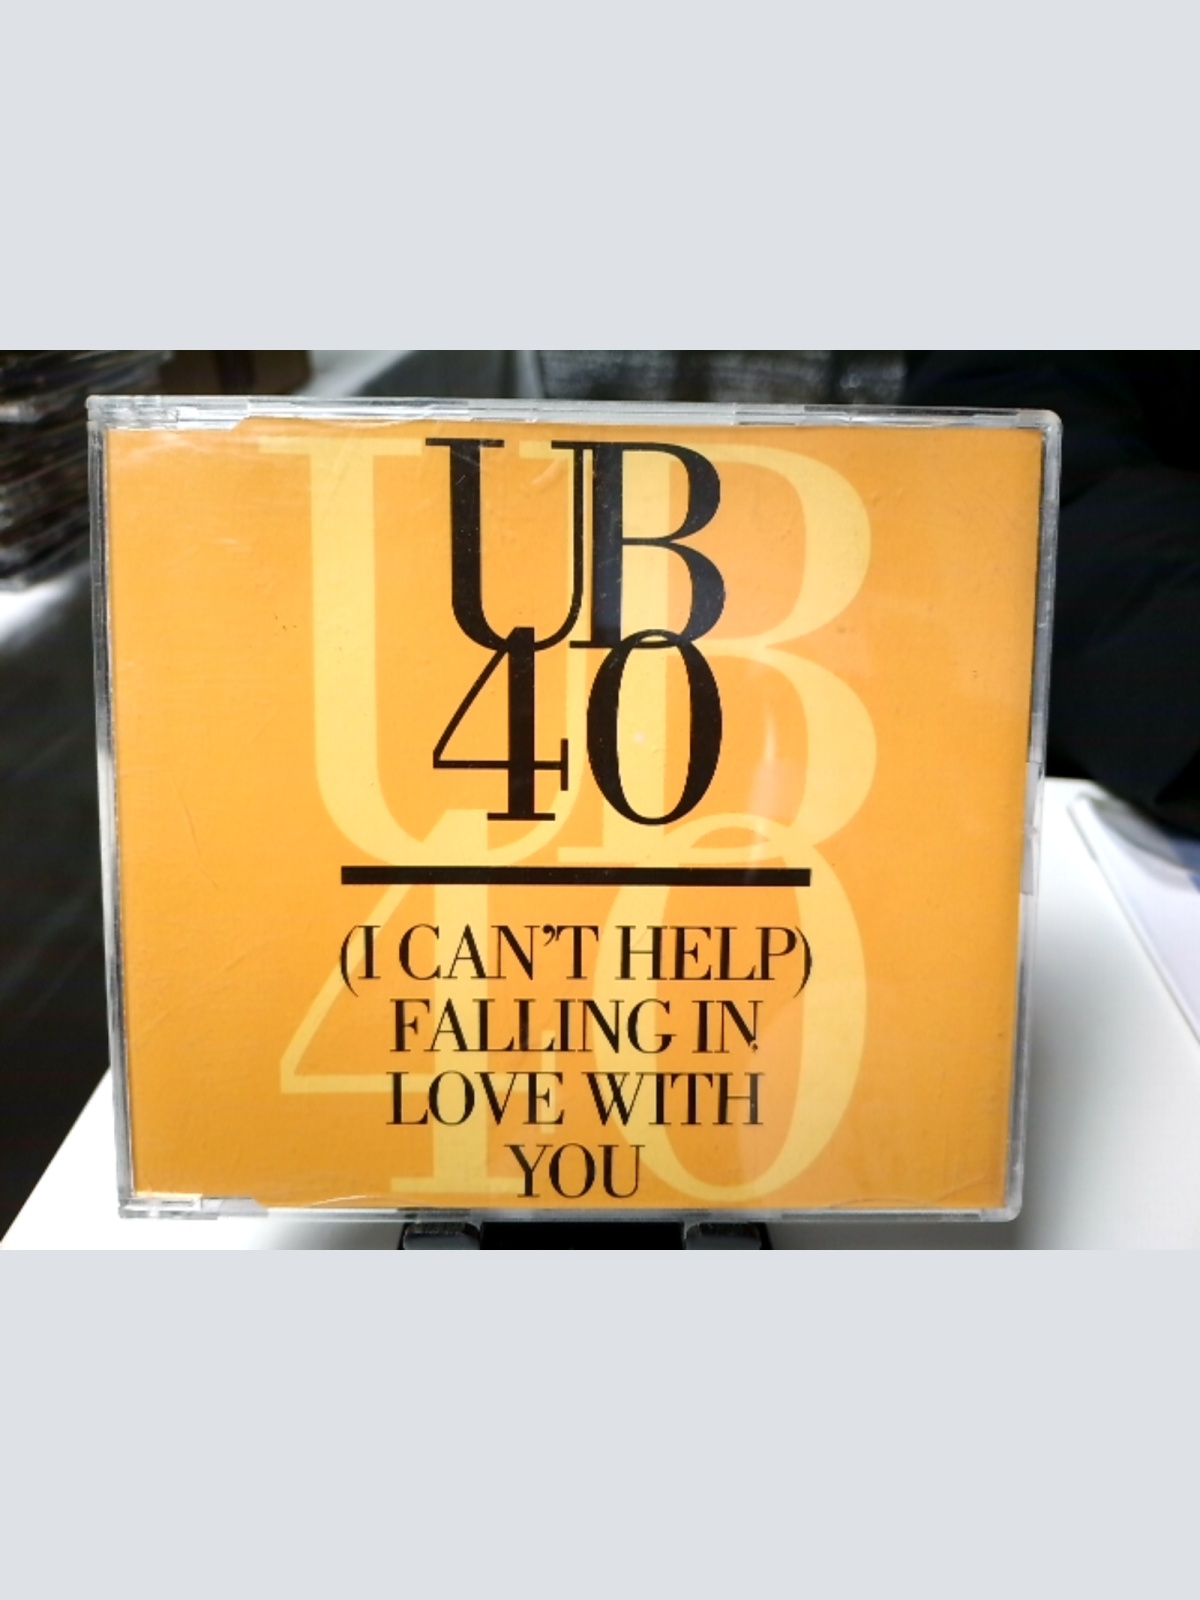 UB
40
(I CAN'T HELP)
FALLING IN
LOVE WITH
YOU